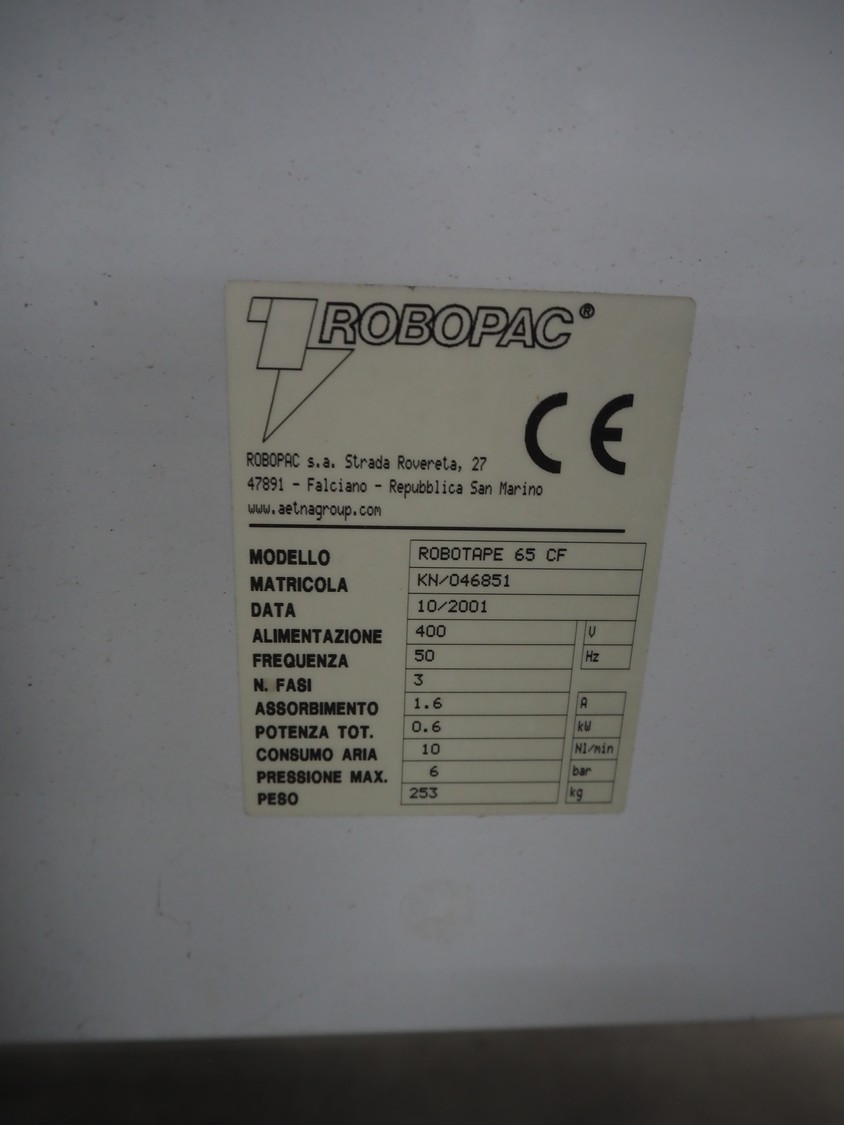 ROBOPAC®
CE
ROBOPAC s.a. Strada Rovereta, 27
47891 - Falciano - Repubblica San Marino
www.aetnagroup.com
MODELLO ROBOTAPE 65 CF
MATRICOLA KN/046851
DATA 10/2001
ALIMENTAZIONE 400 V
FREQUENZA 50 Hz
N. FASI 3
ASSORBIMENTO 1.6 A
POTENZA TOT. 0.6 kW
CONSUMO ARIA 10 Nl/min
PRESSIONE MAX. 6 bar
PESO 253 kg